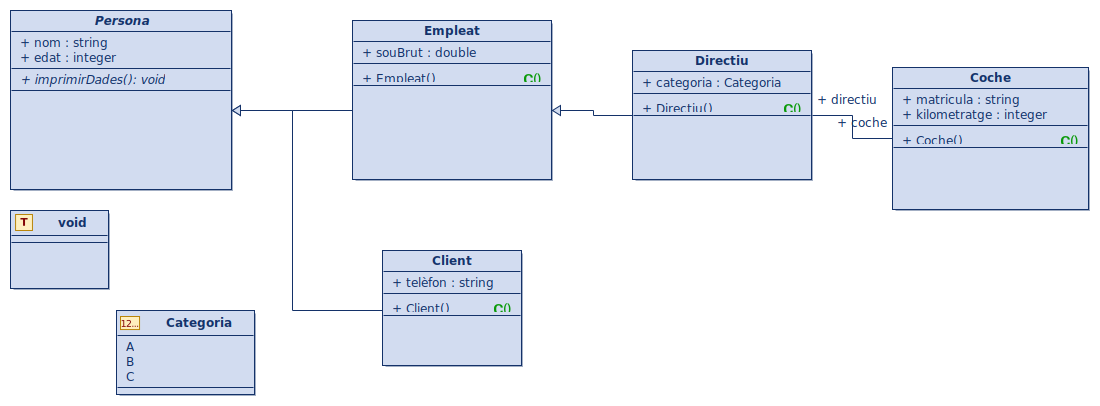 Persona
+ nom : string
+ edat : integer
+ imprimirDades(): void
Empleat
+ souBrut : double
+ Empleat() C()
Directiu
+ categoria : Categoria
+ Directiu() C()
+ directiu
+ coche
Coche
+ matricula : string
+ kilometratge : integer
+ Coche() C()
T void
Client
+ telèfon : string
+ Client() C()
12... Categoria
A
B
C